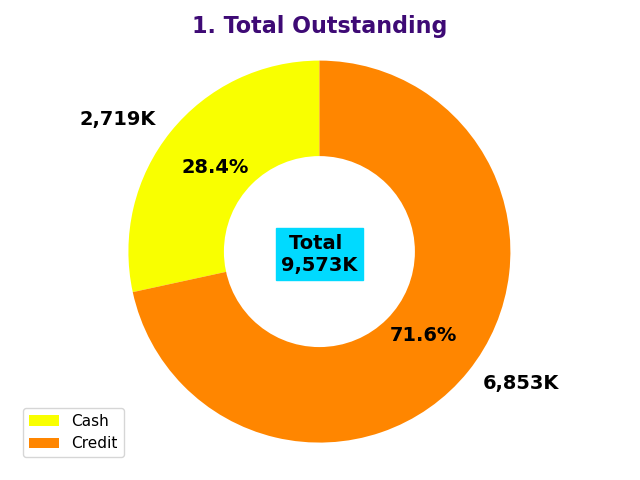 1. Total Outstanding
2,719K
28.4%
Total
9,573K
71.6%
6,853K
Cash
Credit